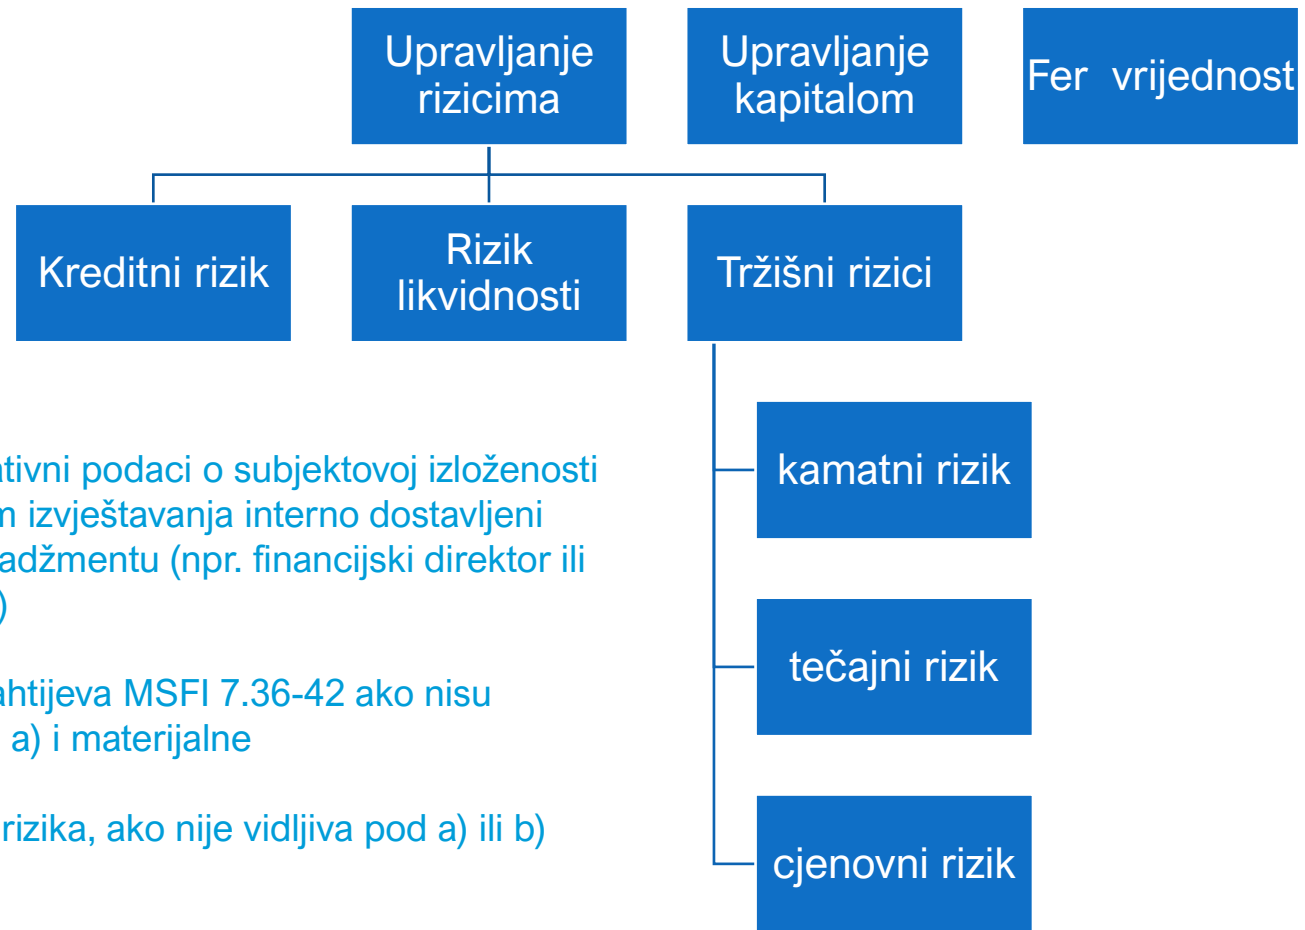 Upravljanje
rizicima
Upravljanje
kapitalom
Fer vrijednost
Kreditni rizik
Rizik
likvidnosti
Tržišni rizici
kamatni rizik
tečajni rizik
cjenovni rizik
ativni podaci o subjektovoj izloženosti
m izvještavanja interno dostavljeni
adžmentu (npr. financijski direktor ili
)
ahtijeva MSFI 7.36-42 ako nisu
a) i materijalne
rizika, ako nije vidljiva pod a) ili b)